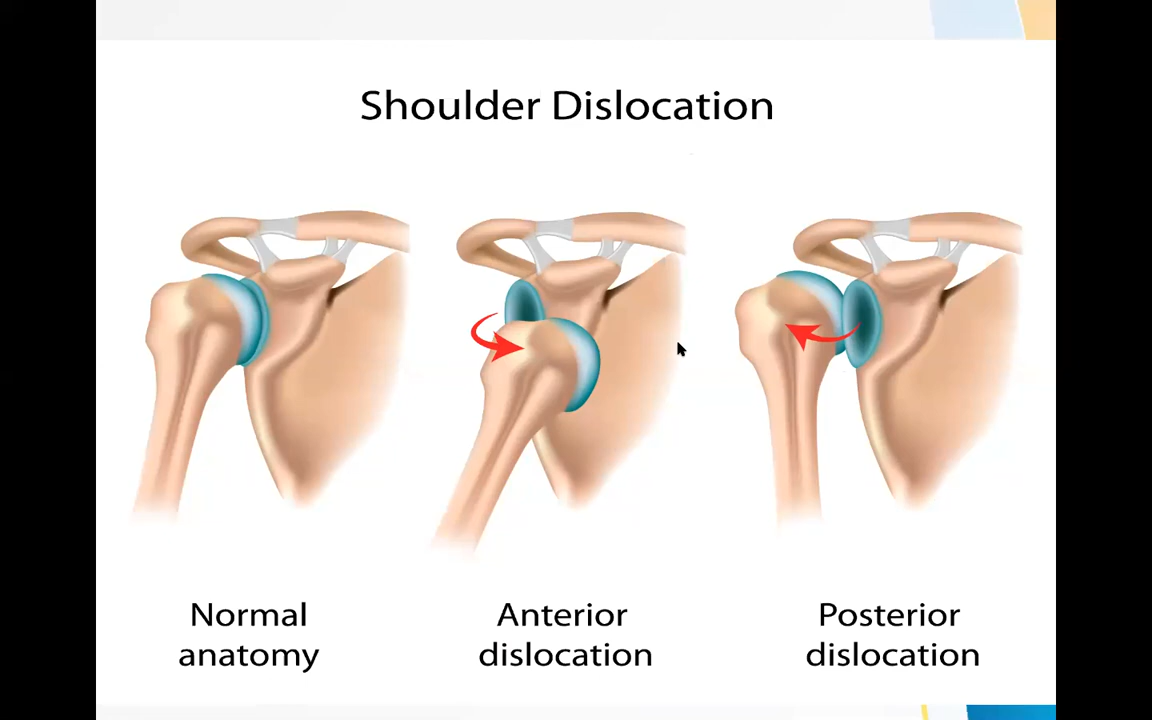 Shoulder Dislocation
Normal
anatomy
Anterior
dislocation
Posterior
dislocation